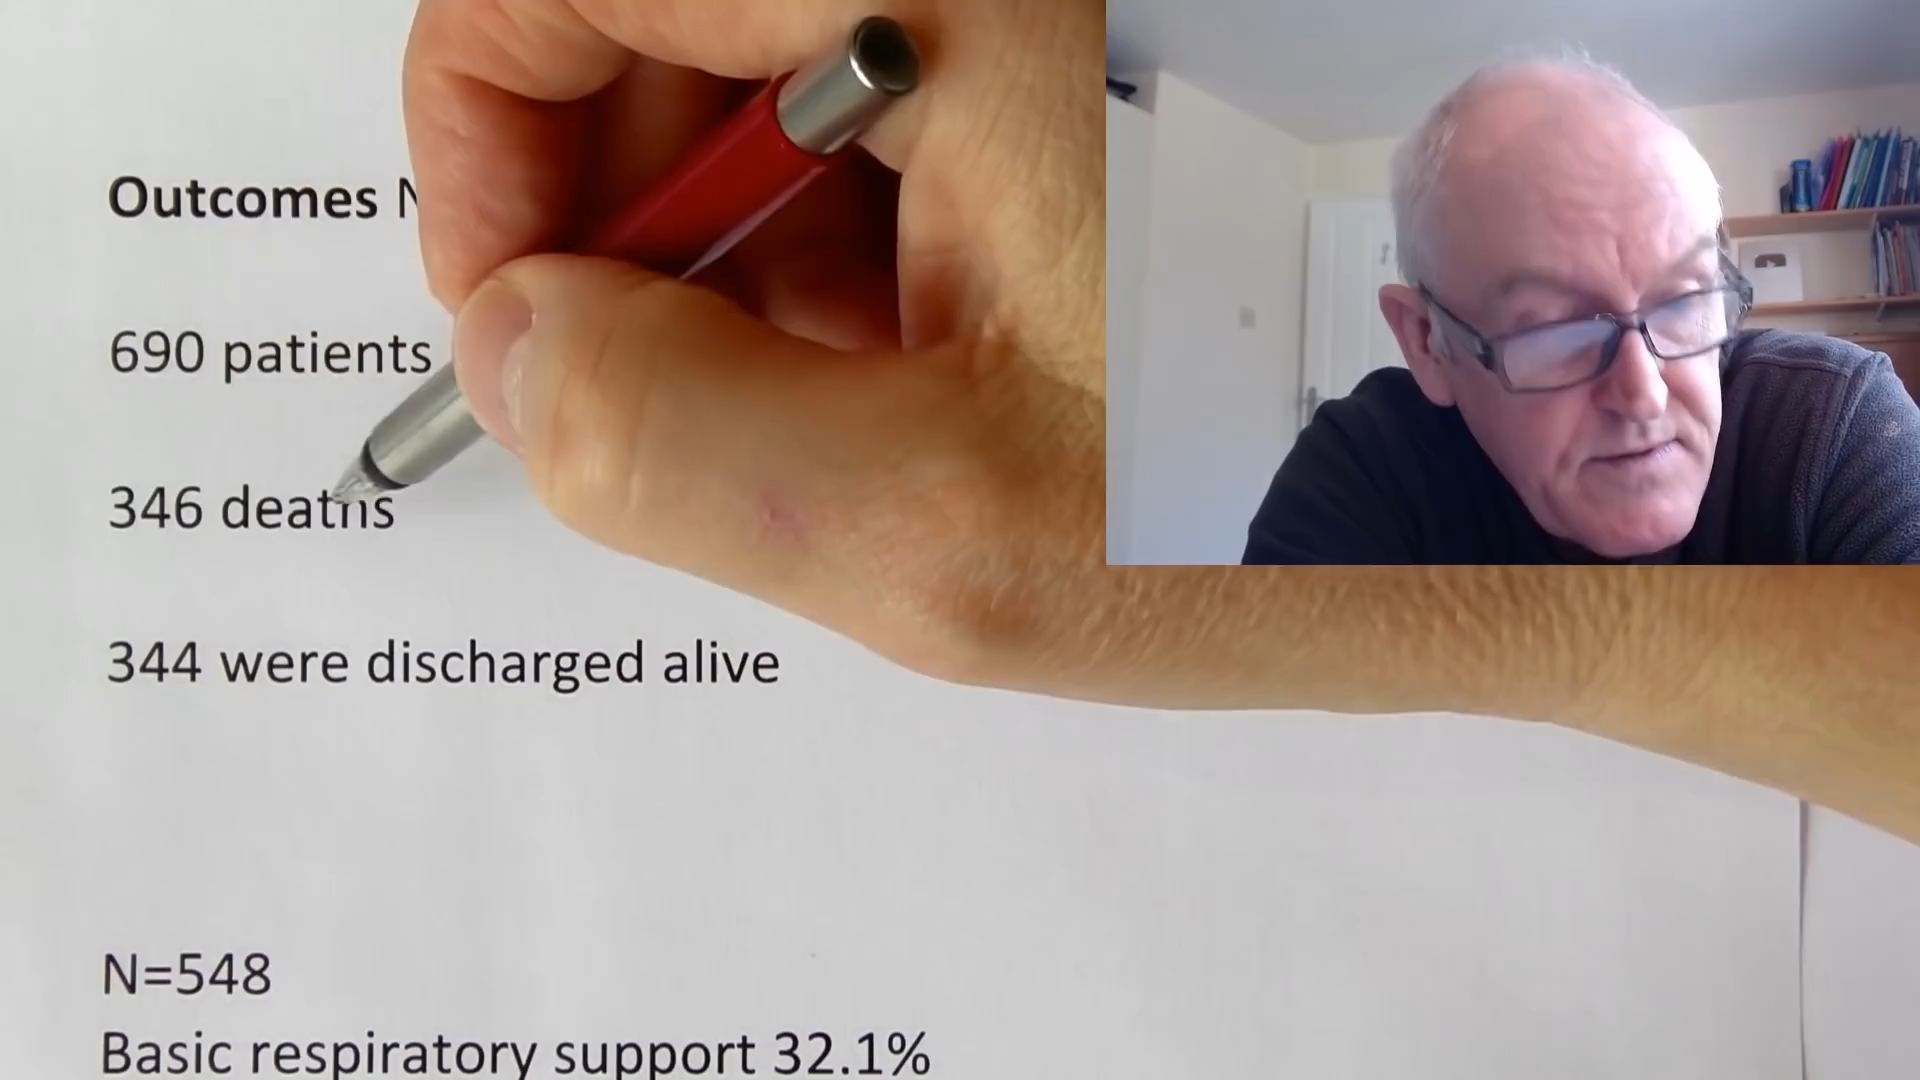 Outcomes N
690 patients
346 deaths
344 were discharged alive
N=548
Basic respiratory support 32.1%